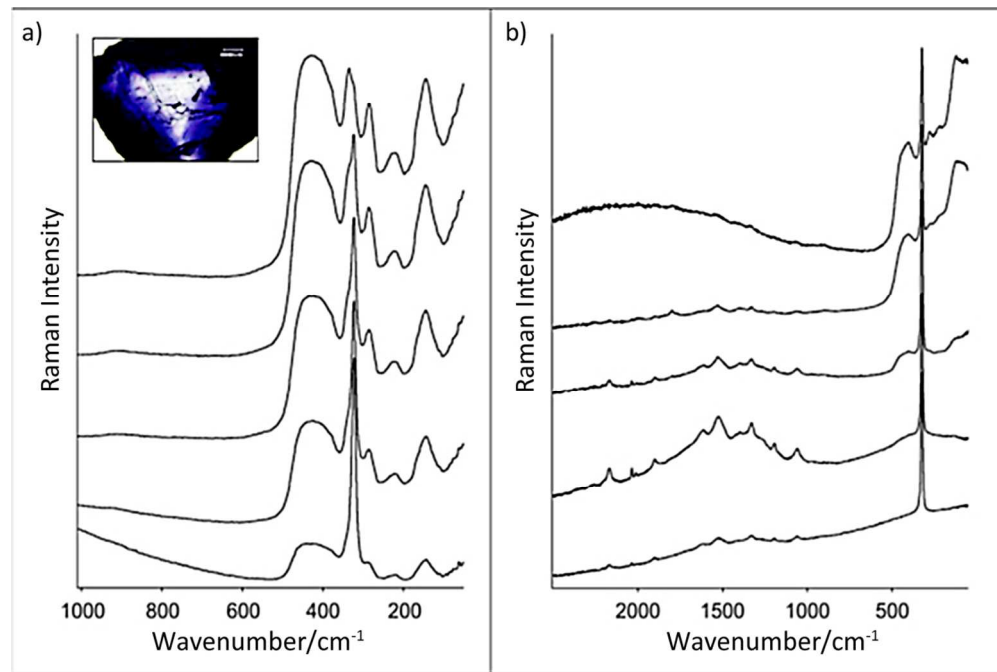 a)
b)
Raman Intensity
Raman Intensity
1000 800 600 400 200
2000 1500 1000 500
Wavenumber/cm⁻¹
Wavenumber/cm⁻¹